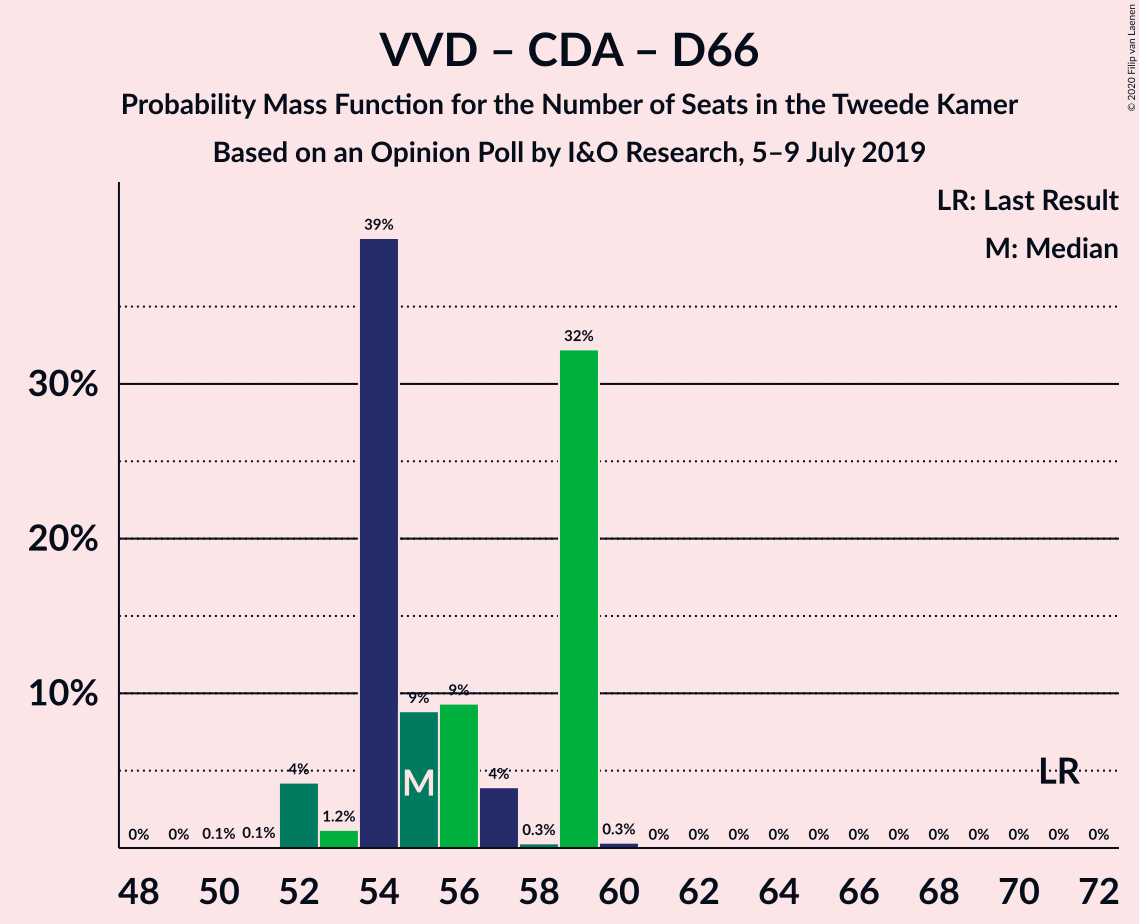 VVD – CDA – D66
Probability Mass Function for the Number of Seats in the Tweede Kamer
Based on an Opinion Poll by I&O Research, 5–9 July 2019
© 2020 Filip van Laenen
LR: Last Result
M: Median
39%
32%
30%
20%
10%
9% 9%
4% 4%
M
LR
0% 0% 0.1% 0.1% 1.2% 0.3% 0.3% 0% 0% 0% 0% 0% 0% 0% 0% 0% 0% 0% 0%
48 50 52 54 56 58 60 62 64 66 68 70 72